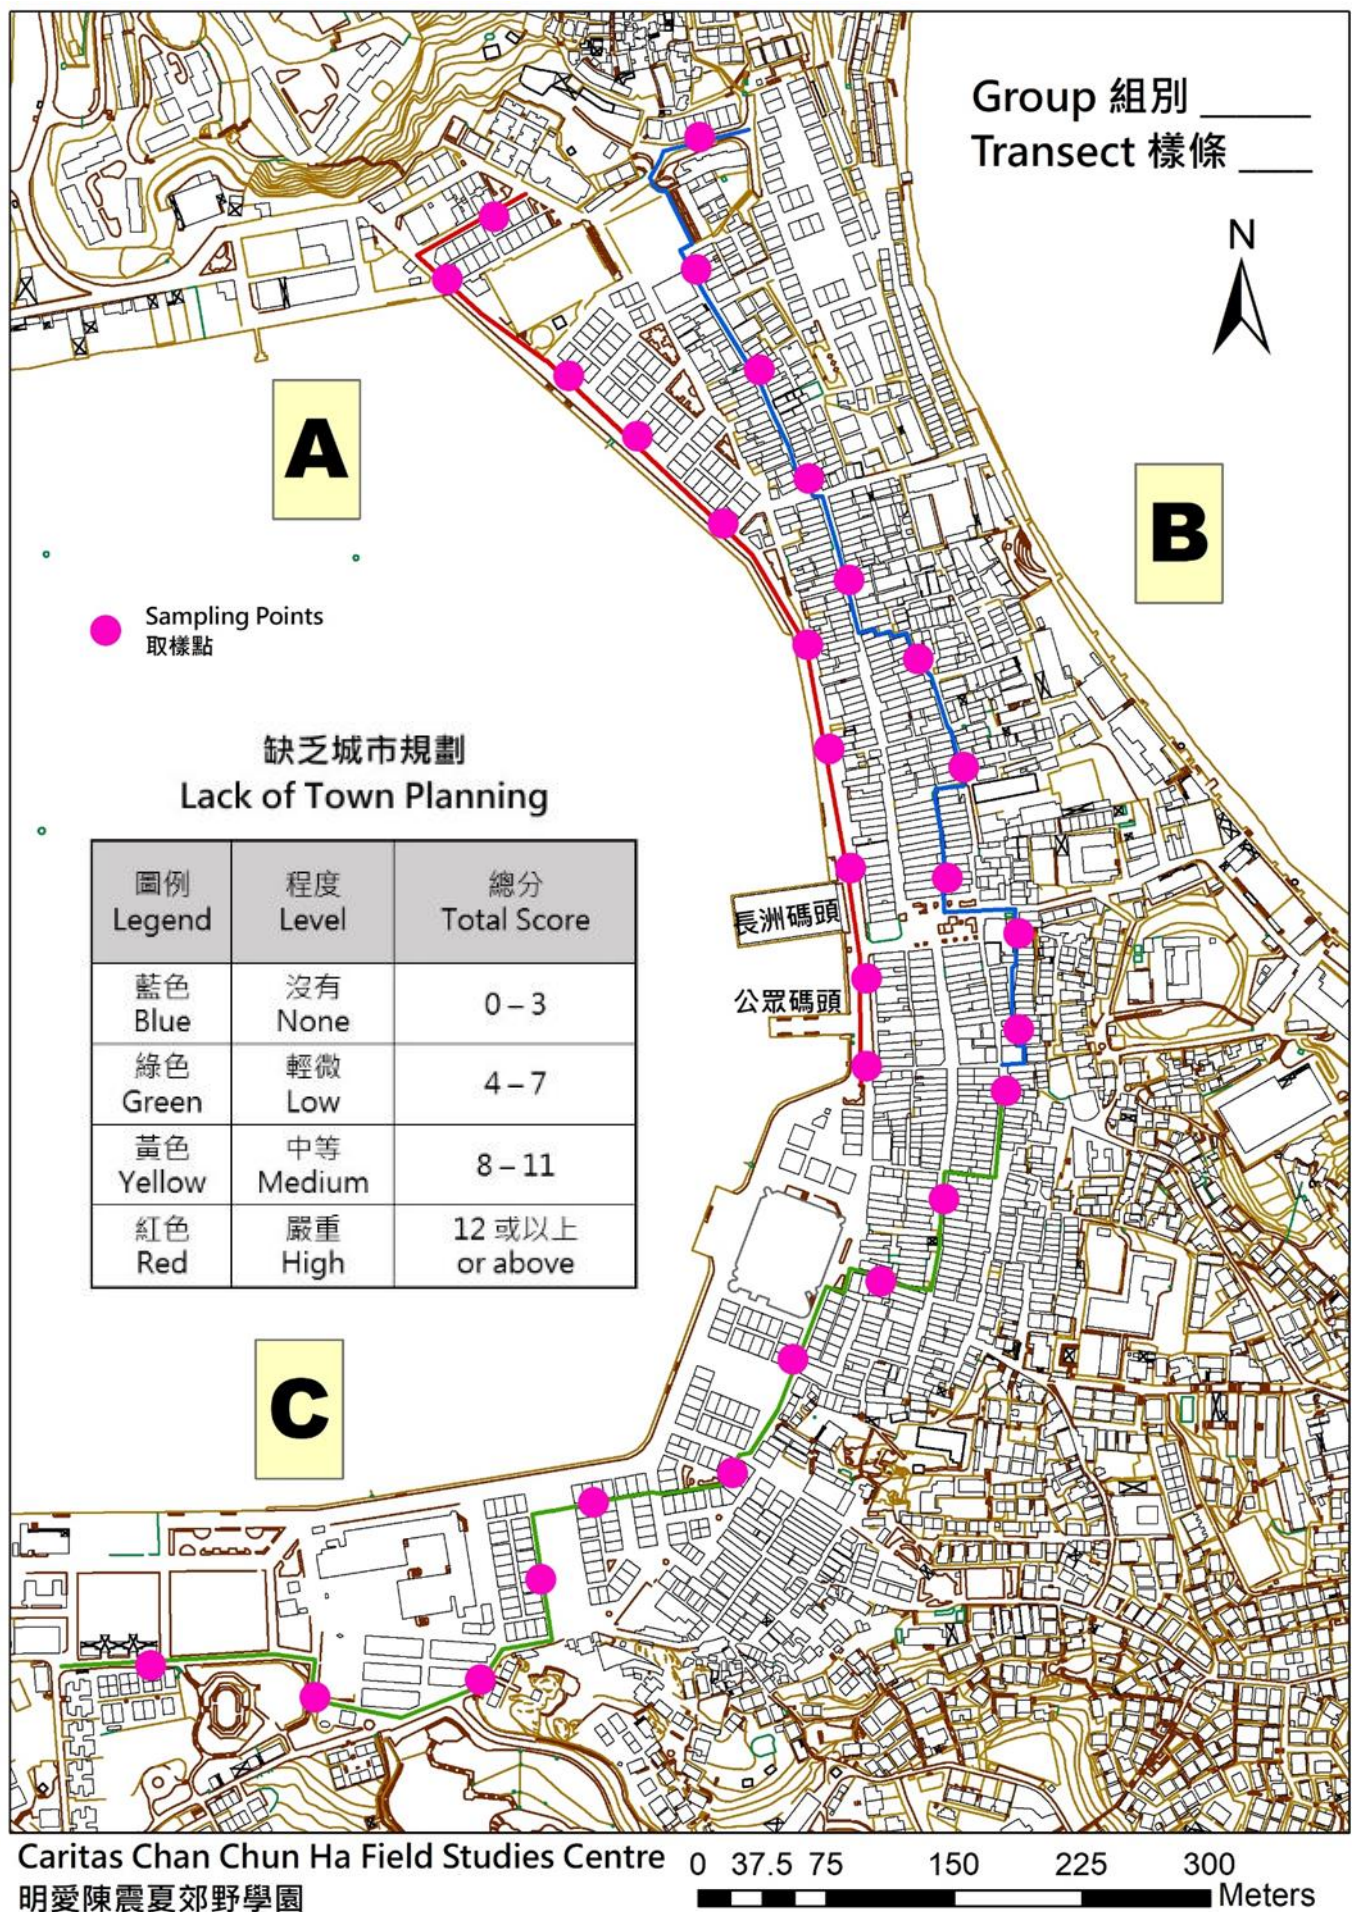 Group 組別 _____
Transect 樣條 ___
N
A
B
Sampling Points
取樣點
缺乏城市規劃
Lack of Town Planning
圖例
Legend
程度
Level
總分
Total Score
藍色
Blue
沒有
None
0 – 3
綠色
Green
輕微
Low
4 – 7
黃色
Yellow
中等
Medium
8 – 11
紅色
Red
嚴重
High
12 或以上
or above
長洲碼頭
公眾碼頭
C
Caritas Chan Chun Ha Field Studies Centre
明愛陳震夏郊野學園
0 37.5 75 150 225 300
Meters